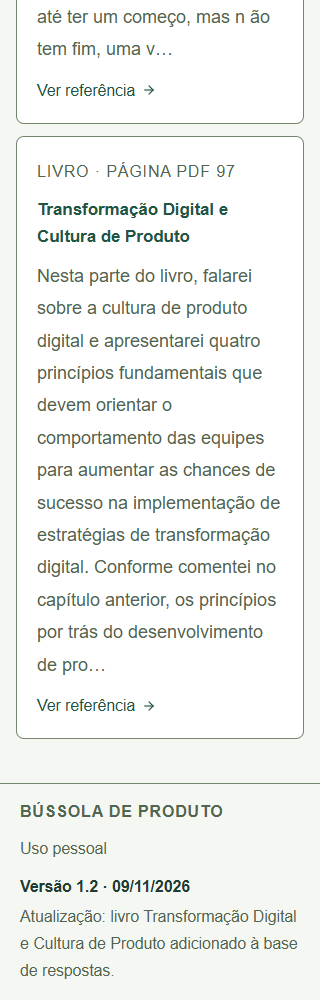 até ter um começo, mas n ão
tem fim, uma v…
Ver referência →
LIVRO · PÁGINA PDF 97
Transformação Digital e
Cultura de Produto
Nesta parte do livro, falarei
sobre a cultura de produto
digital e apresentarei quatro
princípios fundamentais que
devem orientar o
comportamento das equipes
para aumentar as chances de
sucesso na implementação de
estratégias de transformação
digital. Conforme comentei no
capítulo anterior, os princípios
por trás do desenvolvimento
de pro…
Ver referência →
BÚSSOLA DE PRODUTO
Uso pessoal
Versão 1.2 · 09/11/2026
Atualização: livro Transformação Digital
e Cultura de Produto adicionado à base
de respostas.